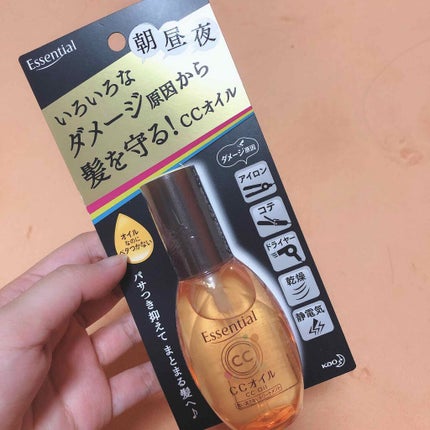 Essential
朝昼夜
いろいろな
ダメージ原因から
髪を守る!CCオイル
ダメージ原因
アイロン
コテ
ドライヤー
乾燥
静電気
オイル
なのに
ベタつかない
パサつき抑えて まとまる髪へ♪
Essential
CC
CCオイル
CC Oil
Kao